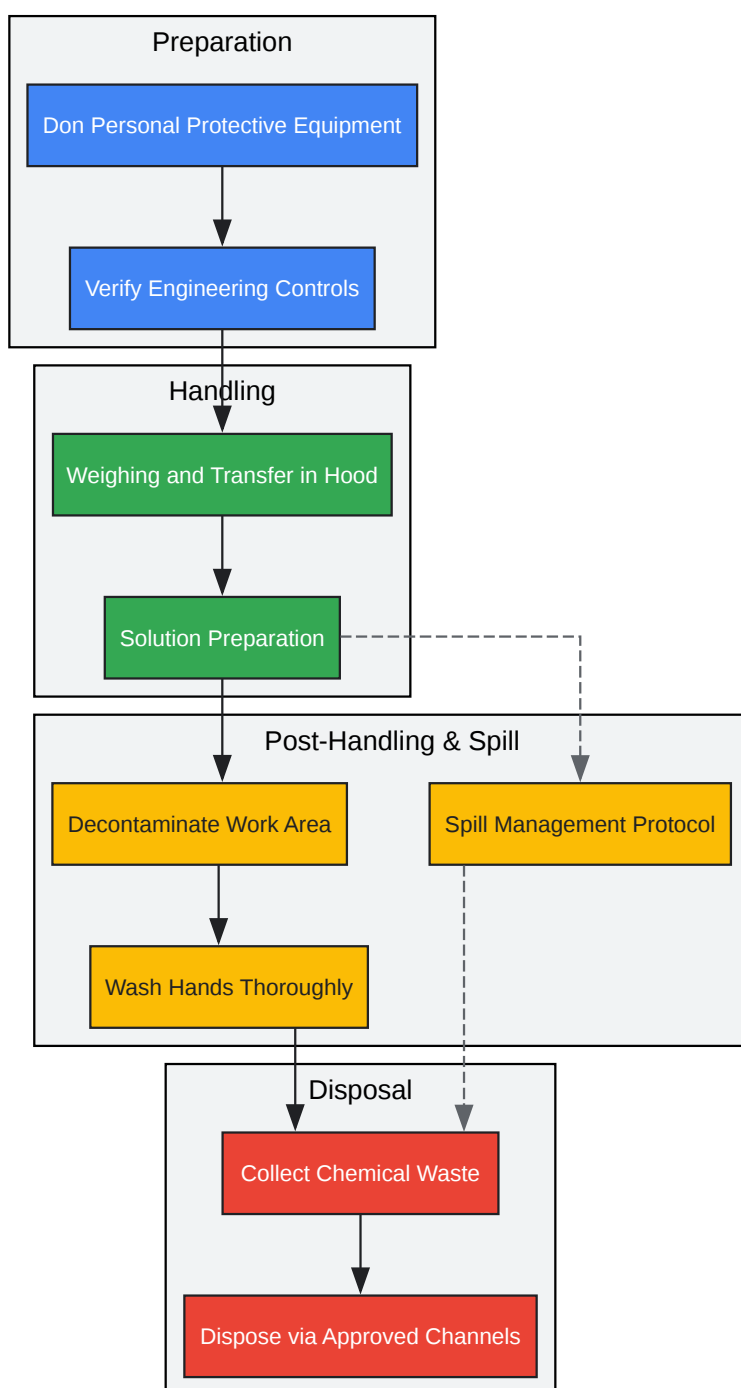 Preparation
Don Personal Protective Equipment
Verify Engineering Controls
Handling
Weighing and Transfer in Hood
Solution Preparation
Post-Handling & Spill
Decontaminate Work Area
Spill Management Protocol
Wash Hands Thoroughly
Disposal
Collect Chemical Waste
Dispose via Approved Channels